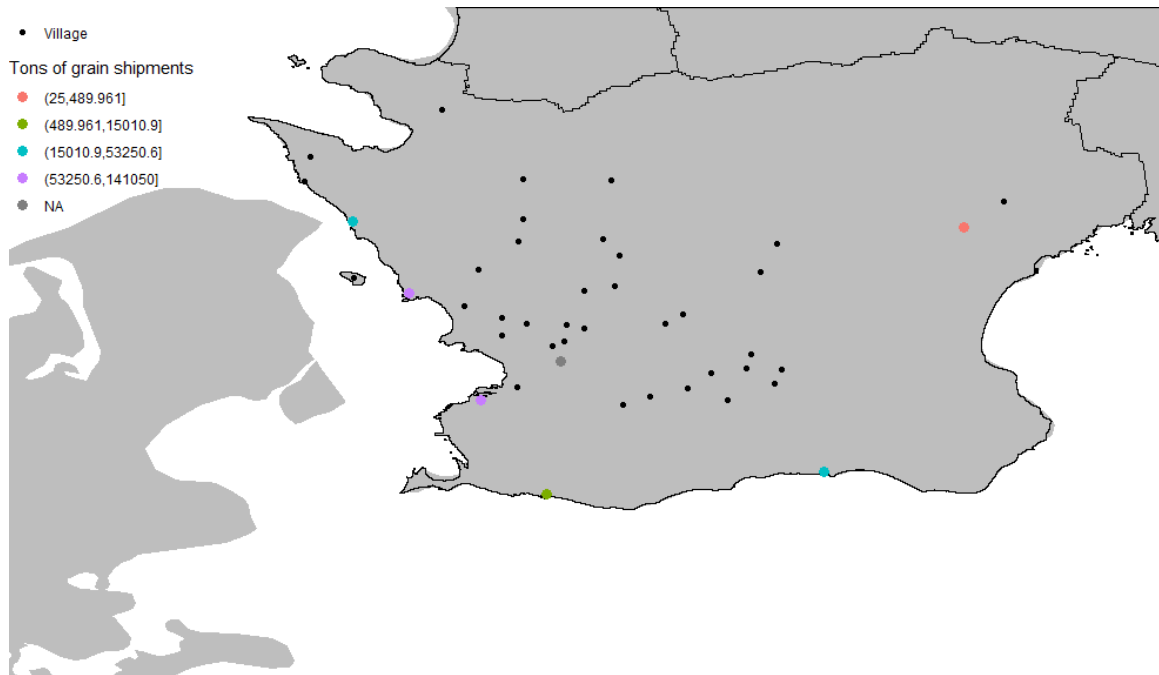 Village
Tons of grain shipments
(25,489.961]
(489.961,15010.9]
(15010.9,53250.6]
(53250.6,141050]
NA